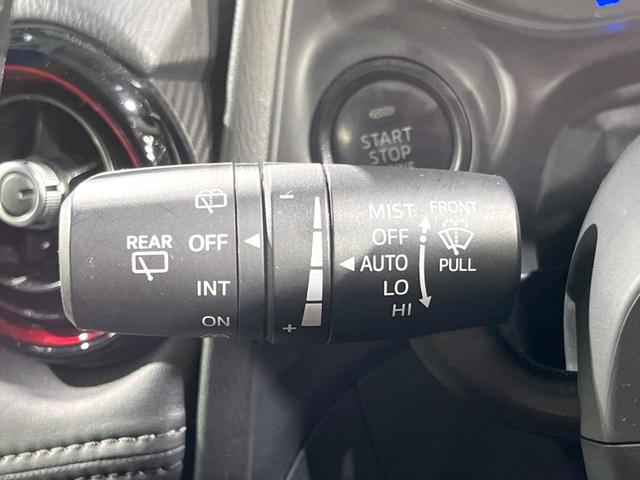 START
STOP
REAR
OFF
INT
ON
-
+
MIST
OFF
AUTO
LO
HI
FRONT
PULL